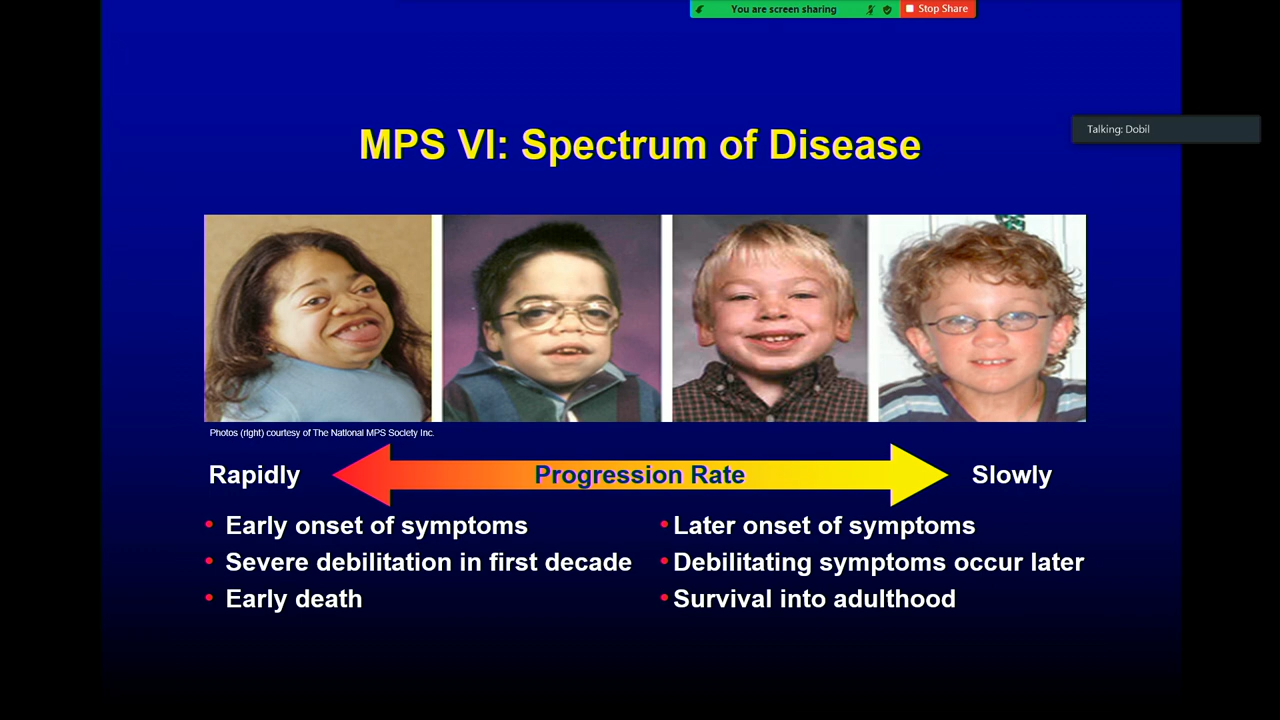 You are screen sharing
Stop Share
Talking: Dobil
MPS VI: Spectrum of Disease
Photos (right) courtesy of The National MPS Society Inc.
Rapidly
Progression Rate
Slowly
• Early onset of symptoms
• Severe debilitation in first decade
• Early death
• Later onset of symptoms
• Debilitating symptoms occur later
• Survival into adulthood